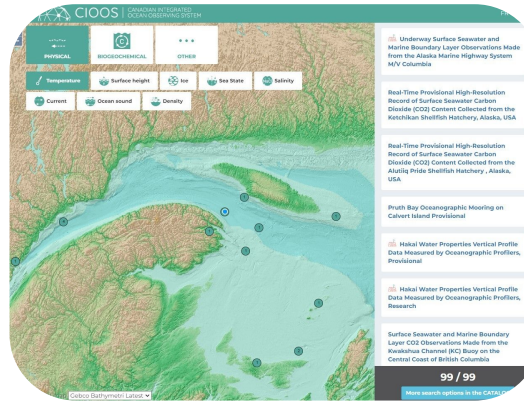 CIOOS
CANADIAN INTEGRATED
OCEAN OBSERVING SYSTEM
PHYSICAL
BIOGEOCHEMICAL
OTHER
Temperature
Surface height
Ice
Sea State
Salinity
Current
Ocean sound
Density
Underway Surface Seawater and
Marine Boundary Layer Observations Made
from the Alaska Marine Highway System
M/V Columbia
Real-Time Provisional High-Resolution
Record of Surface Seawater Carbon
Dioxide (CO2) Content Collected from the
Ketchikan Shellfish Hatchery, Alaska, USA
Real-Time Provisional High-Resolution
Record of Surface Seawater Carbon
Dioxide (CO2) Content Collected from the
Alutiiq Pride Shellfish Hatchery , Alaska,
USA
Pruth Bay Oceanographic Mooring on
Calvert Island Provisional
Hakai Water Properties Vertical Profile
Data Measured by Oceanographic Profilers,
Provisional
Hakai Water Properties Vertical Profile
Data Measured by Oceanographic Profilers,
Research
Surface Seawater and Marine Boundary
Layer CO2 Observations Made from the
Kwakshua Channel (KC) Buoy on the
Central Coast of British Columbia
99 / 99
More search options in the
Gebco Bathymetri Latest